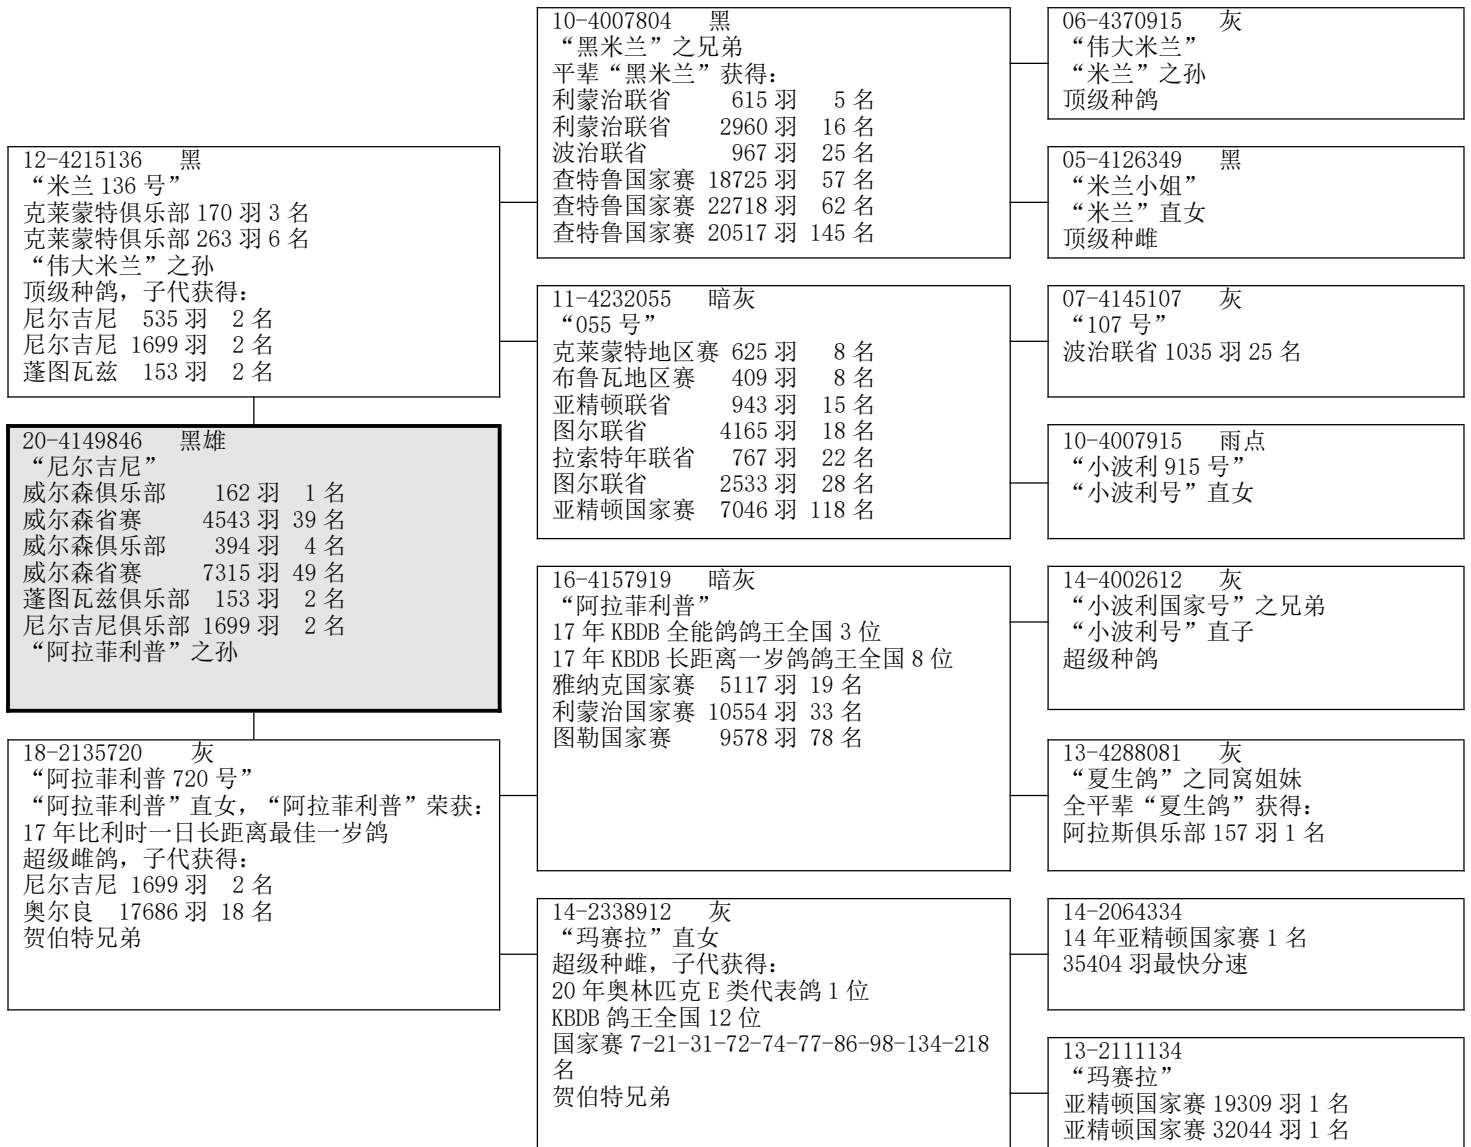 12-4215136 黑
“米兰 136 号”
克莱蒙特俱乐部 170 羽 3 名
克莱蒙特俱乐部 263 羽 6 名
“伟大米兰”之孙
顶级种鸽，子代获得：
尼尔吉尼 535 羽 2 名
尼尔吉尼 1699 羽 2 名
蓬图瓦兹 153 羽 2 名
20-4149846 黑雄
“尼尔吉尼”
威尔森俱乐部 162 羽 1 名
威尔森省赛 4543 羽 39 名
威尔森俱乐部 394 羽 4 名
威尔森省赛 7315 羽 49 名
蓬图瓦兹俱乐部 153 羽 2 名
尼尔吉尼俱乐部 1699 羽 2 名
“阿拉菲利普”之孙
18-2135720 灰
“阿拉菲利普 720 号”
“阿拉菲利普”直女，“阿拉菲利普”荣获：
17 年比利时一日长距离最佳一岁鸽
超级雌鸽，子代获得：
尼尔吉尼 1699 羽 2 名
奥尔良 17686 羽 18 名
贺伯特兄弟
10-4007804 黑
“黑米兰”之兄弟
平辈“黑米兰”获得：
利蒙治联省 615 羽 5 名
利蒙治联省 2960 羽 16 名
波治联省 967 羽 25 名
查特鲁国家赛 18725 羽 57 名
查特鲁国家赛 22718 羽 62 名
查特鲁国家赛 20517 羽 145 名
11-4232055 暗灰
“055 号”
克莱蒙特地区赛 625 羽 8 名
布鲁瓦地区赛 409 羽 8 名
亚精顿联省 943 羽 15 名
图尔联省 4165 羽 18 名
拉索特年联省 767 羽 22 名
图尔联省 2533 羽 28 名
亚精顿国家赛 7046 羽 118 名
16-4157919 暗灰
“阿拉菲利普”
17 年 KBDB 全能鸽鸽王全国 3 位
17 年 KBDB 长距离一岁鸽鸽王全国 8 位
雅纳克国家赛 5117 羽 19 名
利蒙治国家赛 10554 羽 33 名
图勒国家赛 9578 羽 78 名
14-2338912 灰
“玛赛拉”直女
超级种雌，子代获得：
20 年奥林匹克 E 类代表鸽 1 位
KBDB 鸽王全国 12 位
国家赛 7-21-31-72-74-77-86-98-134-218
名
贺伯特兄弟
06-4370915 灰
“伟大米兰”
“米兰”之孙
顶级种鸽
05-4126349 黑
“米兰小姐”
“米兰”直女
顶级种雌
07-4145107 灰
“107 号”
波治联省 1035 羽 25 名
10-4007915 雨点
“小波利 915 号”
“小波利号”直女
14-4002612 灰
“小波利国家号”之兄弟
“小波利号”直子
超级种鸽
13-4288081 灰
“夏生鸽”之同窝姐妹
全平辈“夏生鸽”获得：
阿拉斯俱乐部 157 羽 1 名
14-2064334
14 年亚精顿国家赛 1 名
35404 羽最快分速
13-2111134
“玛赛拉”
亚精顿国家赛 19309 羽 1 名
亚精顿国家赛 32044 羽 1 名